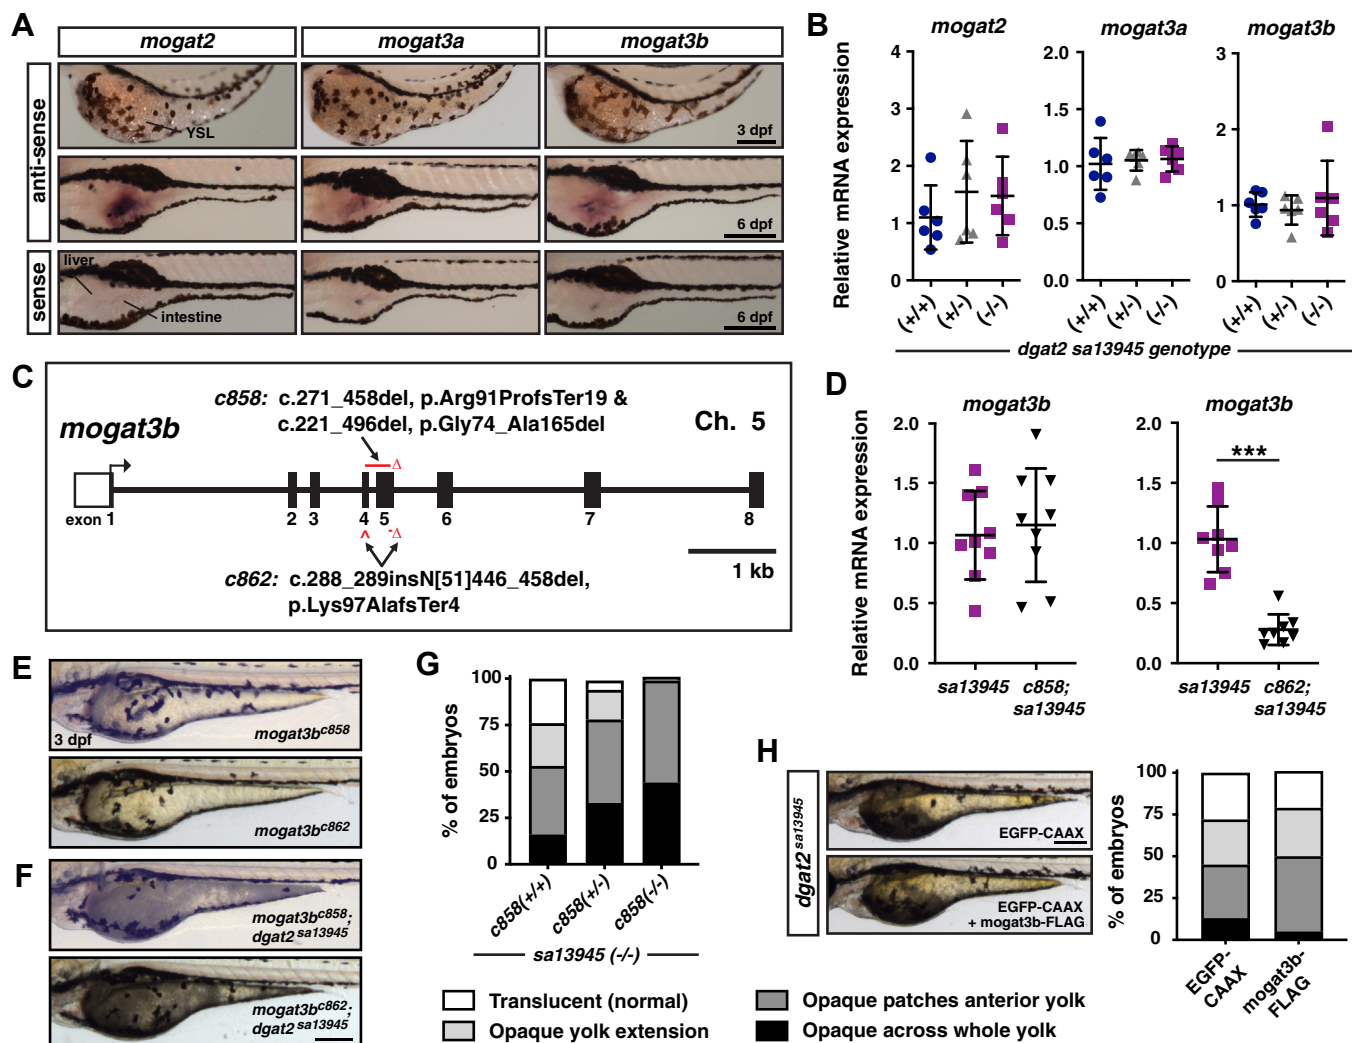 A
mogat2
mogat3a
mogat3b
anti-sense
YSL
3 dpf
6 dpf
sense
liver
intestine
6 dpf
B
mogat2
mogat3a
mogat3b
Relative mRNA expression
4
3
2
1
0
2.0
1.5
1.0
0.5
0.0
3
2
1
0
(+/+)
(+/-)
(-/-)
(+/+)
(+/-)
(-/-)
(+/+)
(+/-)
(-/-)
dgat2 sa13945 genotype
C
c858: c.271_458del, p.Arg91ProfsTer19 &
c.221_496del, p.Gly74_Ala165del
Ch. 5
mogat3b
Δ
exon 1
2
3
4
5
6
7
8
^
-Δ
1 kb
c862: c.288_289insN[51]446_458del,
p.Lys97AlafsTer4
D
mogat3b
mogat3b
Relative mRNA expression
2.0
1.5
1.0
0.5
0.0
sa13945
c858;
sa13945
2.0
1.5
1.0
0.5
0.0
***
sa13945
c862;
sa13945
E
3 dpf
mogat3b c858
mogat3b c862
F
mogat3b c858;
dgat2 sa13945
mogat3b c862;
dgat2 sa13945
G
% of embryos
100
75
50
25
0
c858(+/+)
c858(+/-)
c858(-/-)
sa13945 (-/-)
H
dgat2 sa13945
EGFP-CAAX
EGFP-CAAX
+ mogat3b-FLAG
% of embryos
100
75
50
25
0
EGFP-
CAAX
mogat3b-
FLAG
Translucent (normal)
Opaque yolk extension
Opaque patches anterior yolk
Opaque across whole yolk